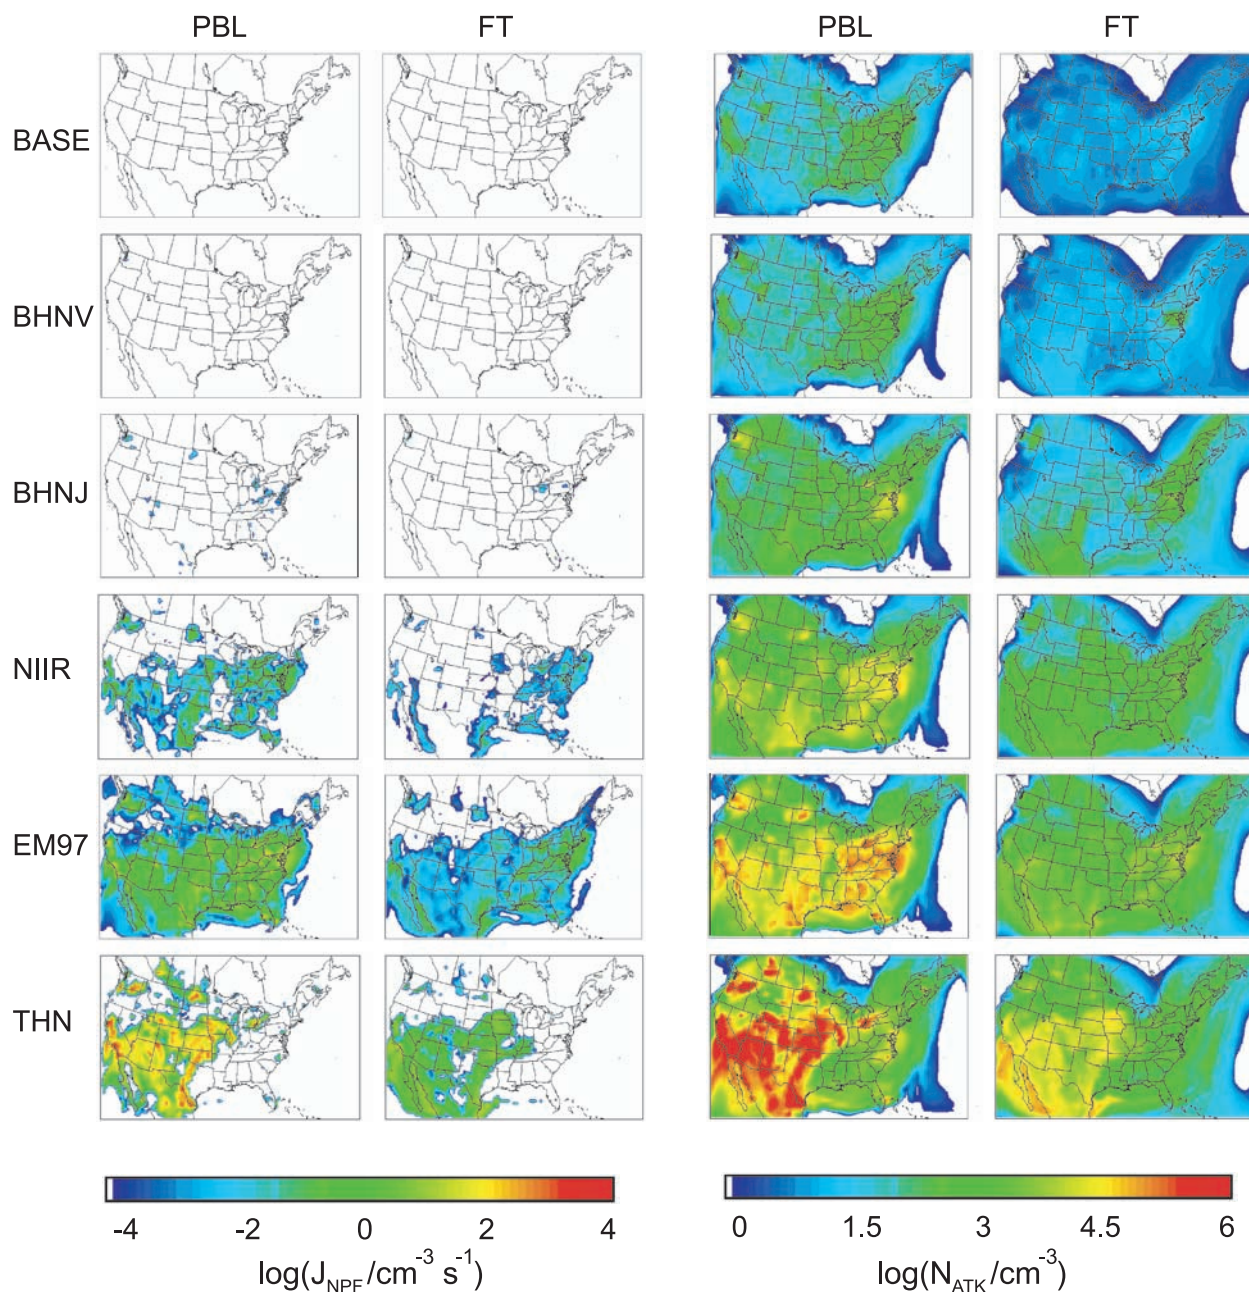 PBL FT PBL FT
BASE
BHNV
BHNJ
NIIR
EM97
THN
-4 -2 0 2 4
0 1.5 3 4.5 6
log(J_NPF/cm⁻³ s⁻¹)
log(N_ATK/cm⁻³)